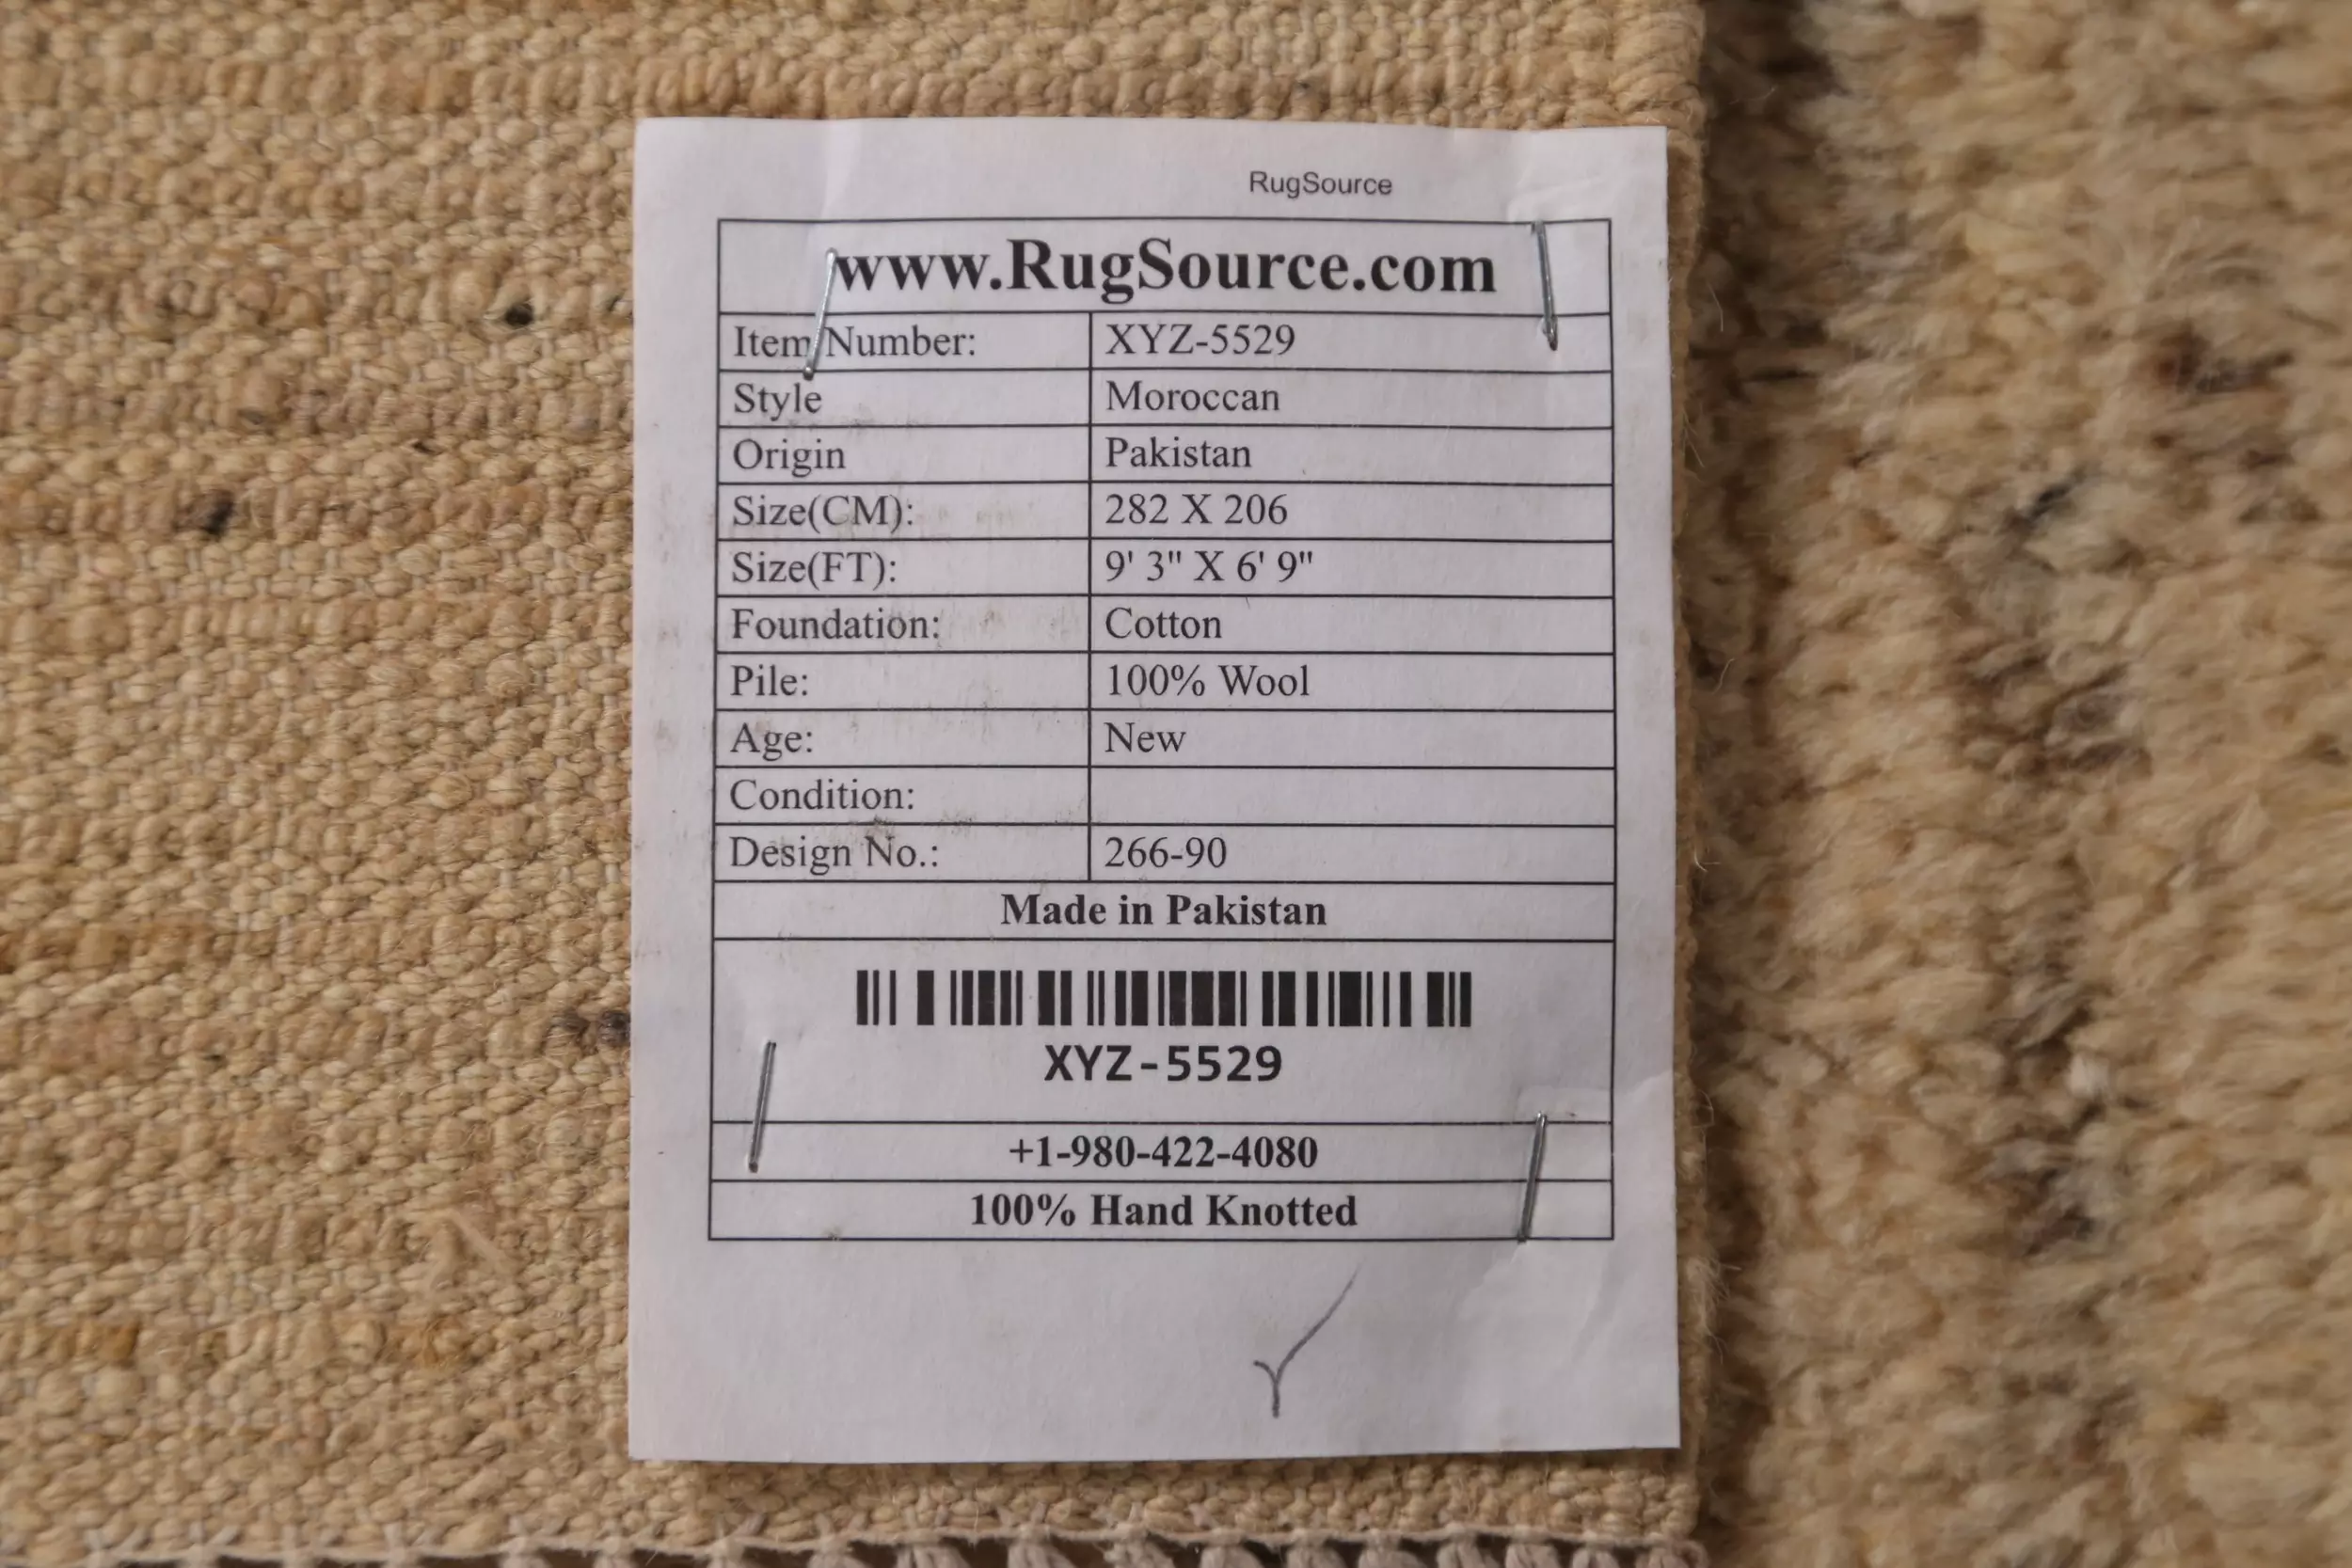 RugSource
www.RugSource.com
Item Number: XYZ-5529
Style Moroccan
Origin Pakistan
Size(CM): 282 X 206
Size(FT): 9' 3" X 6' 9"
Foundation: Cotton
Pile: 100% Wool
Age: New
Condition:
Design No.: 266-90
Made in Pakistan
XYZ-5529
+1-980-422-4080
100% Hand Knotted